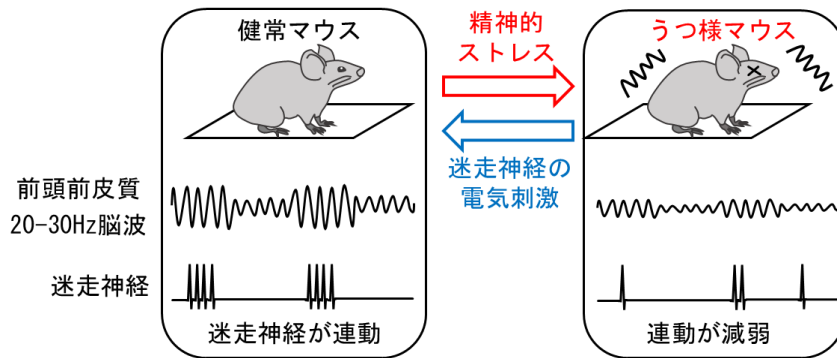 健常マウス
精神的
ストレス
うつ様マウス
迷走神経の
電気刺激
前頭前皮質
20-30Hz脳波
迷走神経
迷走神経が連動
連動が減弱